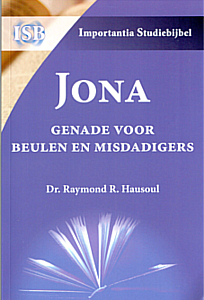 ISB
Importantia Studiebijbel
JONA
GENADE VOOR
BEULEN EN MISDADIGERS
Dr. Raymond R. Hausoul